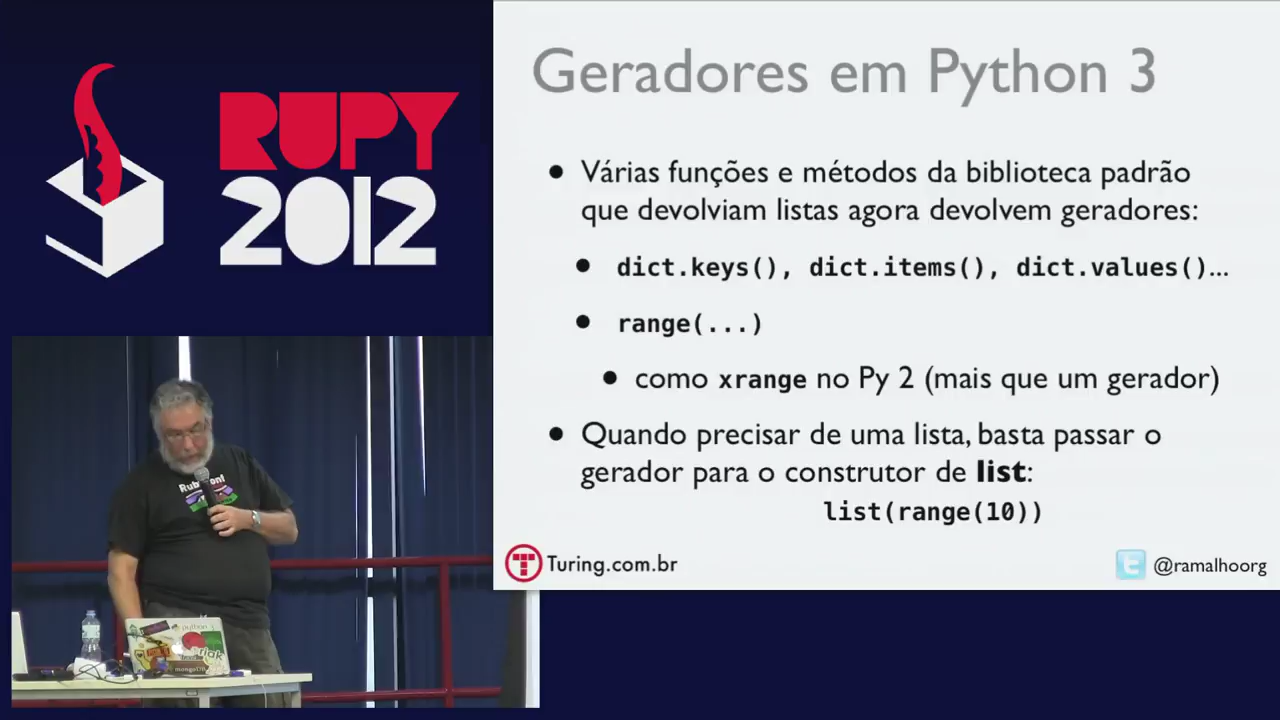 RUPY
2012
Geradores em Python 3
• Várias funções e métodos da biblioteca padrão
que devolviam listas agora devolvem geradores:
• dict.keys(), dict.items(), dict.values()...
• range(...)
• como xrange no Py 2 (mais que um gerador)
• Quando precisar de uma lista, basta passar o
gerador para o construtor de list:
list(range(10))
Turing.com.br
@ramalhoorg
python
mongoDB